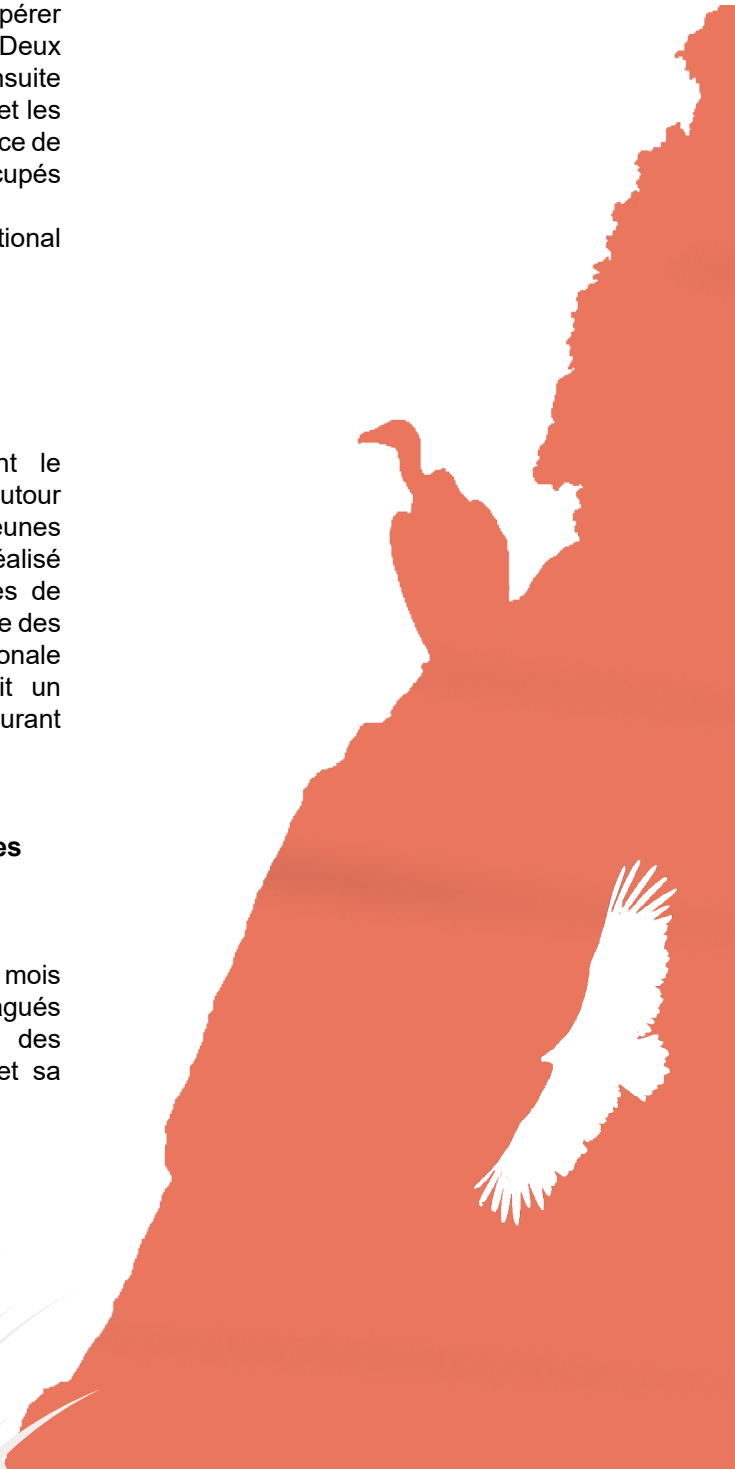 pérer
Deux
nsuite
et les
ce de
cupés
tional
nt le
utour
eunes
éalisé
es de
e des
onale
it un
urant
es
mois
agués
des
et sa